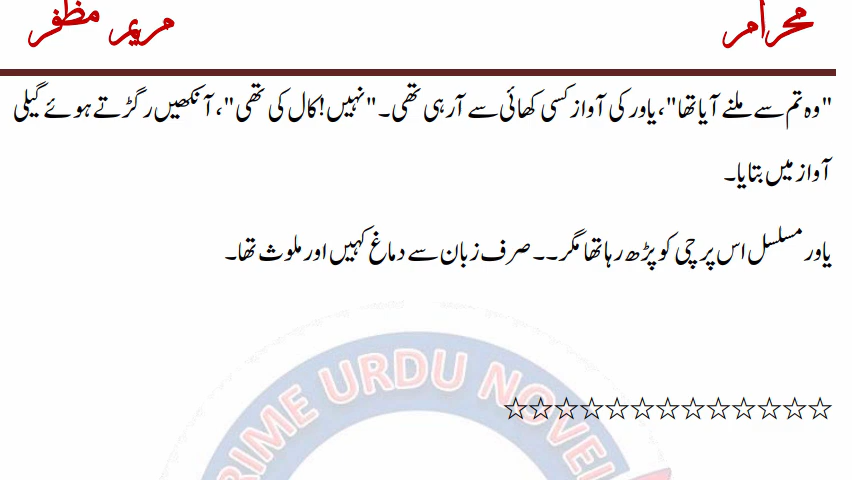 محرام مریم مظفر
"وہ تم سے ملنے آیا تھا"، یاور کی آواز کسی کھائی سے آرہی تھی۔ "نہیں! کال کی تھی"، آنکھیں رگڑتے ہوئے گیلی
آواز میں بتایا۔
یاور مسلسل اس پرچی کو پڑھ رہا تھا مگر۔۔ صرف زبان سے دماغ کہیں اور ملوث تھا۔
PRIME URDU NOVEL
☆☆☆☆☆☆☆☆☆☆☆☆☆